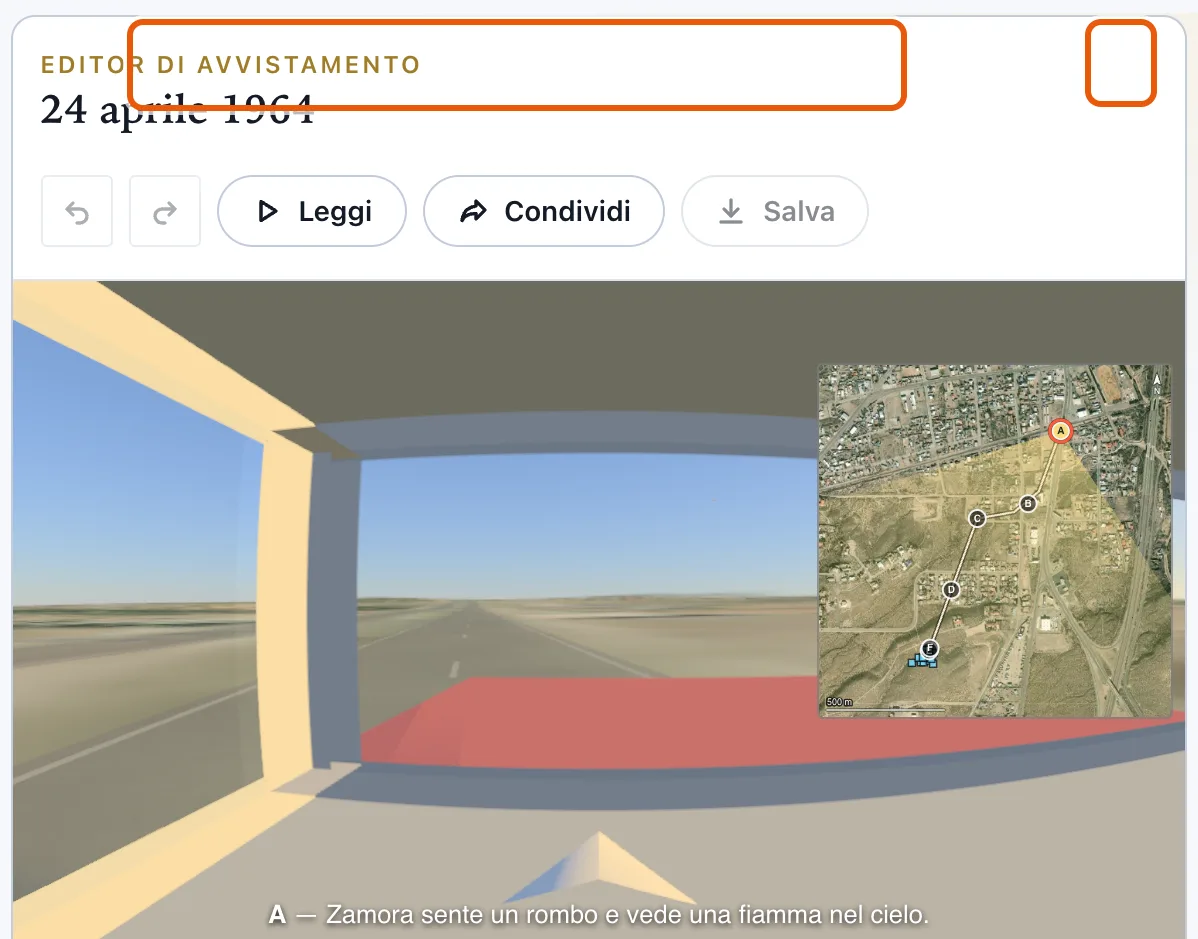 EDITOR DI AVVISTAMENTO
24 aprile 1964
Leggi
Condividi
Salva
N
A
B
C
D
500 m
A — Zamora sente un rombo e vede una fiamma nel cielo.